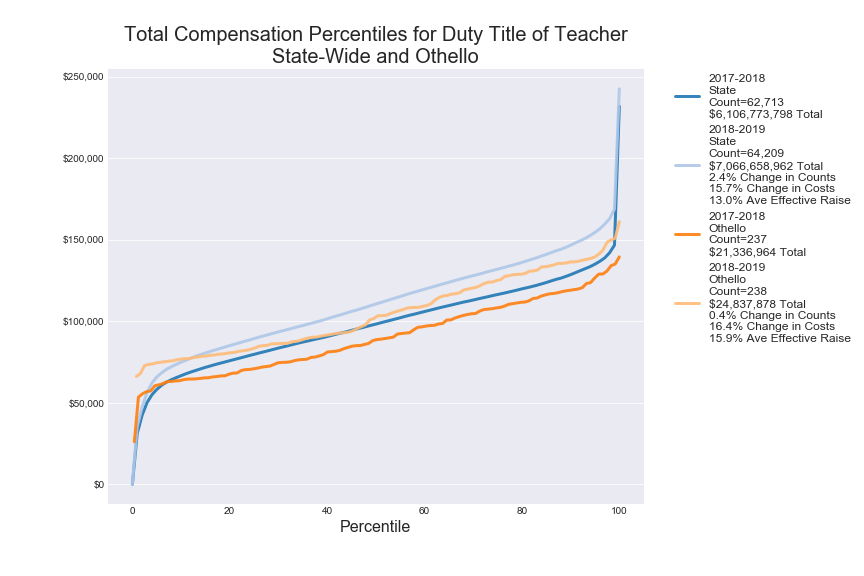 Total Compensation Percentiles for Duty Title of Teacher
State-Wide and Othello
$250,000
$200,000
$150,000
$100,000
$50,000
$0
0
20
40
60
80
100
Percentile
2017-2018
State
Count=62,713
$6,106,773,798 Total
2018-2019
State
Count=64,209
$7,066,658,962 Total
2.4% Change in Counts
15.7% Change in Costs
13.0% Ave Effective Raise
2017-2018
Othello
Count=237
$21,336,964 Total
2018-2019
Othello
Count=238
$24,837,878 Total
0.4% Change in Counts
16.4% Change in Costs
15.9% Ave Effective Raise